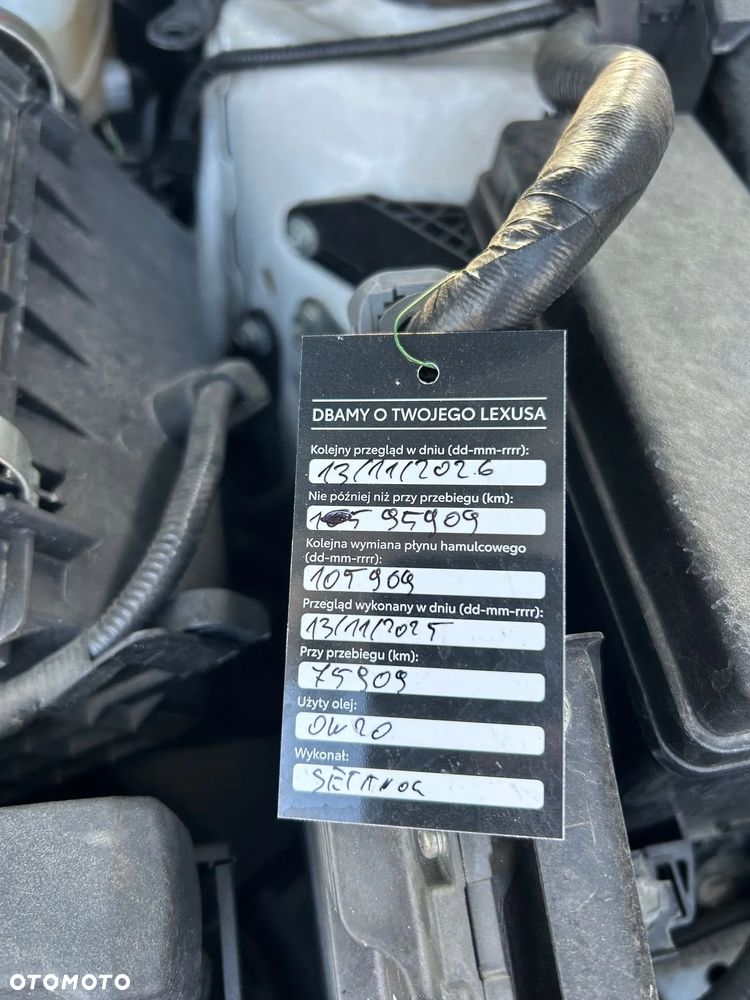 DBAMY O TWOJEGO LEXUSA
Kolejny przegląd w dniu (dd-mm-rrrr):
13/11/2026
Nie później niż przy przebiegu (km):
95909
Kolejna wymiana płynu hamulcowego
(dd-mm-rrrr):
105909
Przegląd wykonany w dniu (dd-mm-rrrr):
13/11/2025
Przy przebiegu (km):
75909
Użyty olej:
0W20
Wykonał:
OTOMOTO